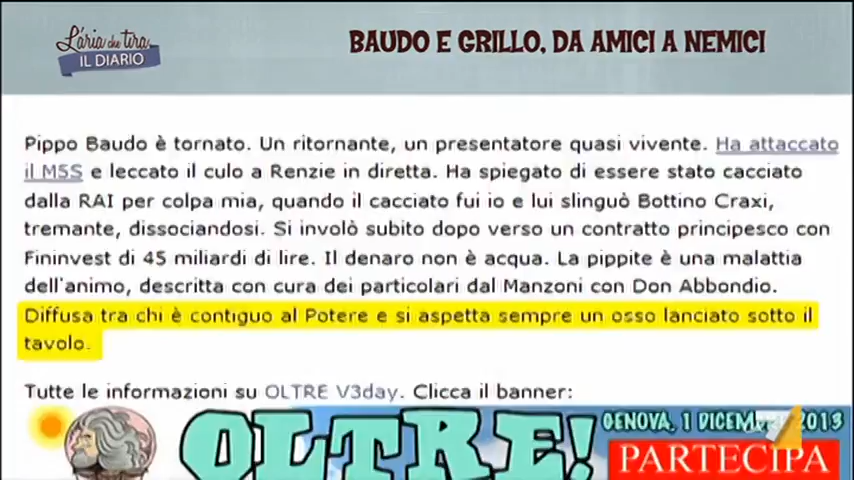 L'aria che tira
IL DIARIO
BAUDO E GRILLO, DA AMICI A NEMICI
Pippo Baudo è tornato. Un ritornante, un presentatore quasi vivente. Ha attaccato
il M5S e leccato il culo a Renzie in diretta. Ha spiegato di essere stato cacciato
dalla RAI per colpa mia, quando il cacciato fui io e lui slinguò Bottino Craxi,
tremante, dissociandosi. Si involò subito dopo verso un contratto principesco con
Fininvest di 45 miliardi di lire. Il denaro non è acqua. La pippite è una malattia
dell'animo, descritta con cura dei particolari dal Manzoni con Don Abbondio.
Diffusa tra chi è contiguo al Potere e si aspetta sempre un osso lanciato sotto il
tavolo.
Tutte le informazioni su OLTRE V3day. Clicca il banner:
OLTRE!
GENOVA, 1 DICEMBRE 2013
PARTECIPA